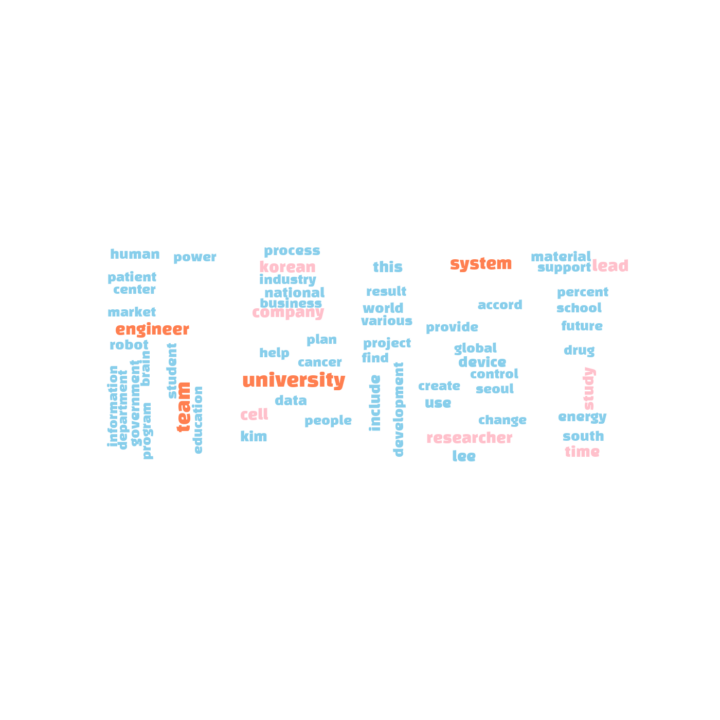 human
power
patient
center
market
engineer
robot
brain
student
information
department
government
program
team
education
process
korean
industry
national
business
company
plan
help
cancer
university
data
cell
people
kim
this
result
world
various
project
find
include
development
system
accord
provide
global
device
control
create
seoul
use
change
researcher
lee
material
support
lead
percent
school
future
drug
study
energy
south
time